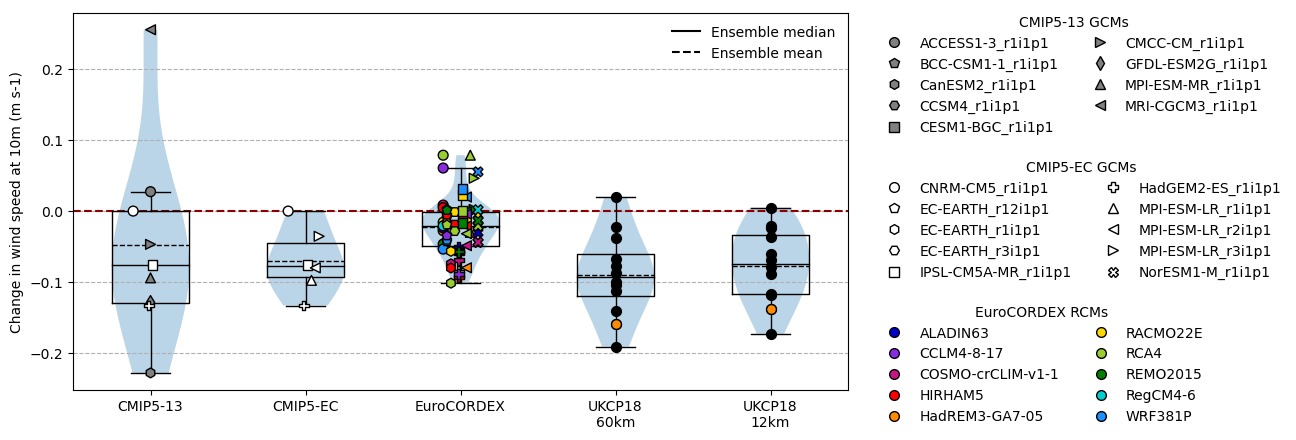 Change in wind speed at 10m (m s-1)
0.2
0.1
0.0
−0.1
−0.2
Ensemble median
Ensemble mean
CMIP5-13
CMIP5-EC
EuroCORDEX
UKCP18
60km
UKCP18
12km
CMIP5-13 GCMs
ACCESS1-3_r1i1p1
BCC-CSM1-1_r1i1p1
CanESM2_r1i1p1
CCSM4_r1i1p1
CESM1-BGC_r1i1p1
CMCC-CM_r1i1p1
GFDL-ESM2G_r1i1p1
MPI-ESM-MR_r1i1p1
MRI-CGCM3_r1i1p1
CMIP5-EC GCMs
CNRM-CM5_r1i1p1
EC-EARTH_r12i1p1
EC-EARTH_r1i1p1
EC-EARTH_r3i1p1
IPSL-CM5A-MR_r1i1p1
HadGEM2-ES_r1i1p1
MPI-ESM-LR_r1i1p1
MPI-ESM-LR_r2i1p1
MPI-ESM-LR_r3i1p1
NorESM1-M_r1i1p1
EuroCORDEX RCMs
ALADIN63
CCLM4-8-17
COSMO-crCLIM-v1-1
HIRHAM5
HadREM3-GA7-05
RACMO22E
RCA4
REMO2015
RegCM4-6
WRF381P